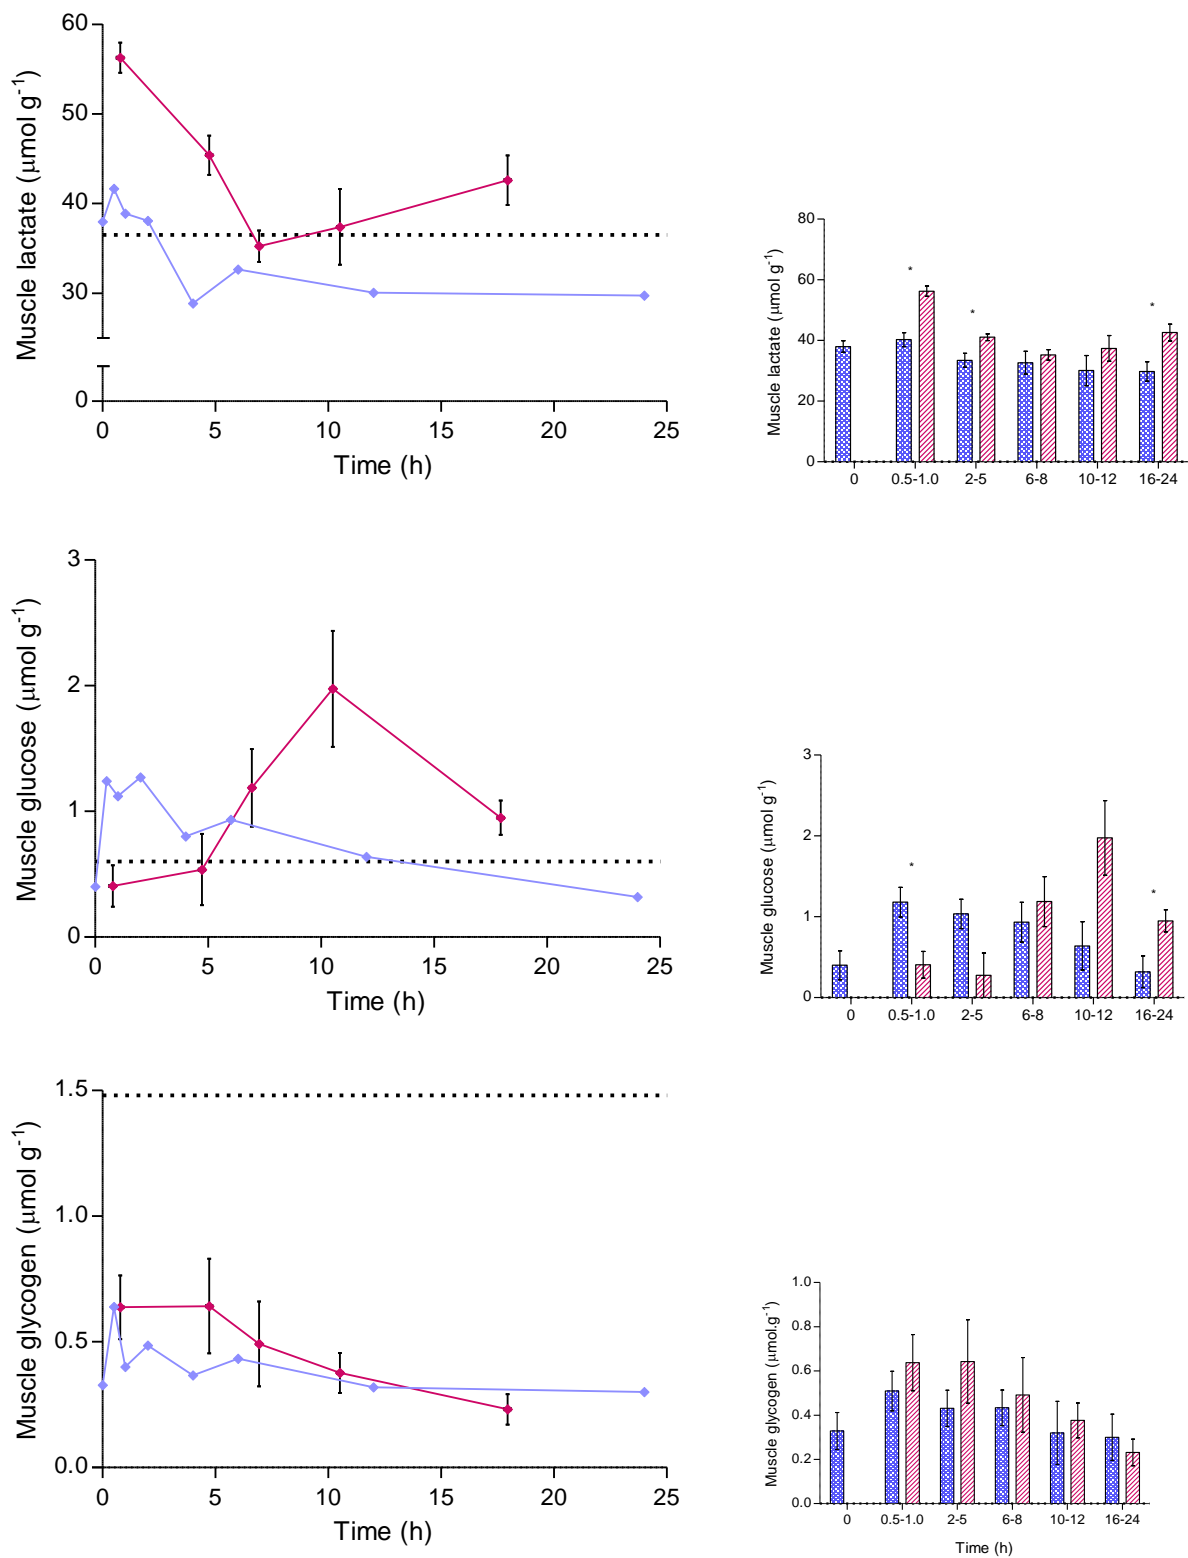 60
50
40
30
0
Muscle lactate (μmol g-1)
0 5 10 15 20 25
Time (h)
80
60
40
20
0
Muscle lactate (μmol g-1)
* * *
0 0.5-1.0 2-5 6-8 10-12 16-24
3
2
1
0
Muscle glucose (μmol g-1)
0 5 10 15 20 25
Time (h)
3
2
1
0
Muscle glucose (μmol g-1)
* *
0 0.5-1.0 2-5 6-8 10-12 16-24
1.5
1.0
0.5
0.0
Muscle glycogen (μmol g-1)
0 5 10 15 20 25
Time (h)
1.0
0.8
0.6
0.4
0.2
0.0
Muscle glycogen (μmol.g-1)
0 0.5-1.0 2-5 6-8 10-12 16-24
Time (h)